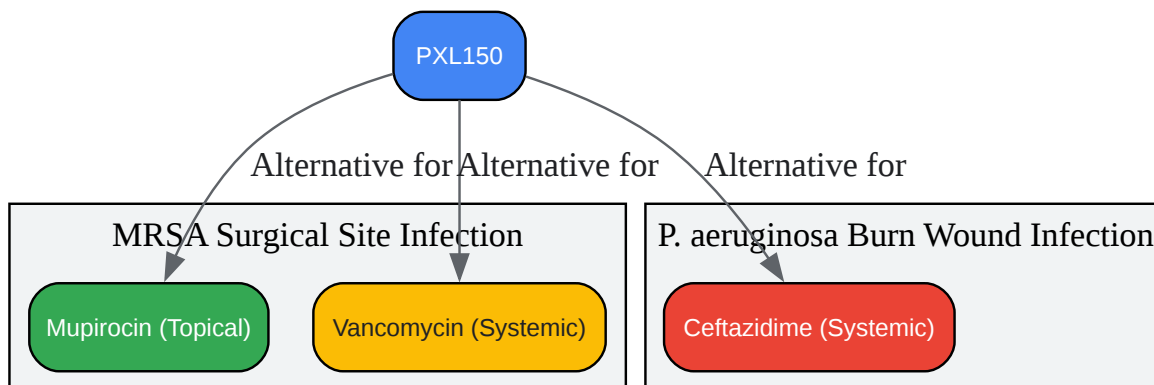 PXL150
Alternative for
Alternative for
Alternative for
MRSA Surgical Site Infection
P. aeruginosa Burn Wound Infection
Mupirocin (Topical)
Vancomycin (Systemic)
Ceftazidime (Systemic)